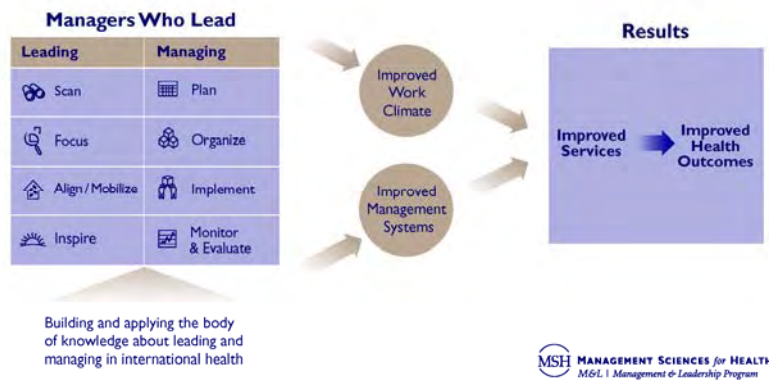 Managers Who Lead
Leading
Managing
Scan
Plan
Focus
Organize
Align / Mobilize
Implement
Inspire
Monitor
& Evaluate
Building and applying the body
of knowledge about leading and
managing in international health
Improved
Work
Climate
Improved
Management
Systems
Results
Improved
Services
Improved
Health
Outcomes
MSH
MANAGEMENT SCIENCES for HEALTH
M&L | Management & Leadership Program